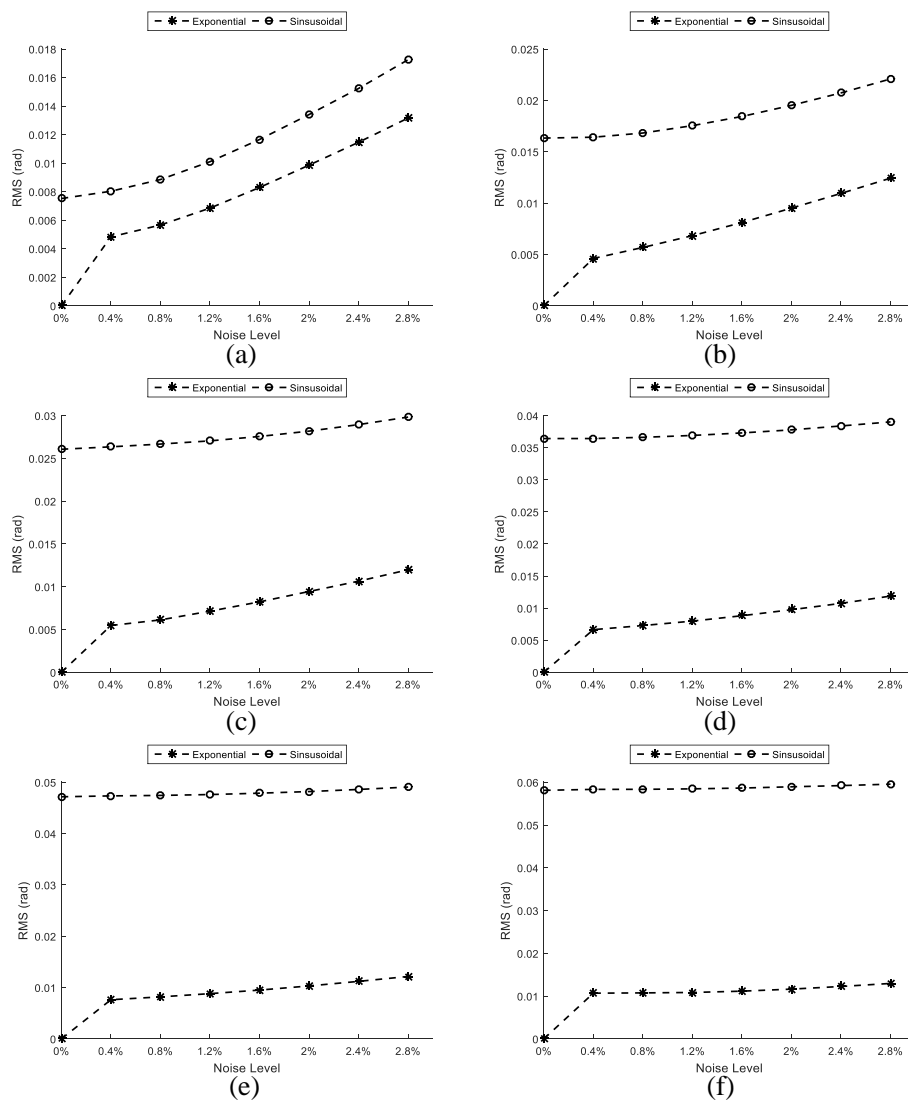 Exponential Sinsusoidal
0.018
0.016
0.014
0.012
0.01
0.008
0.006
0.004
0.002
0
RMS (rad)
0% 0.4% 0.8% 1.2% 1.6% 2% 2.4% 2.8%
Noise Level
(a)
Exponential Sinsusoidal
0.025
0.02
0.015
0.01
0.005
0
RMS (rad)
0% 0.4% 0.8% 1.2% 1.6% 2% 2.4% 2.8%
Noise Level
(b)
Exponential Sinsusoidal
0.03
0.025
0.02
0.015
0.01
0.005
0
RMS (rad)
0% 0.4% 0.8% 1.2% 1.6% 2% 2.4% 2.8%
Noise Level
(c)
Exponential Sinsusoidal
0.04
0.035
0.03
0.025
0.02
0.015
0.01
0.005
0
RMS (rad)
0% 0.4% 0.8% 1.2% 1.6% 2% 2.4% 2.8%
Noise Level
(d)
Exponential Sinsusoidal
0.05
0.04
0.03
0.02
0.01
0
RMS (rad)
0% 0.4% 0.8% 1.2% 1.6% 2% 2.4% 2.8%
Noise Level
(e)
Exponential Sinsusoidal
0.06
0.05
0.04
0.03
0.02
0.01
0
RMS (rad)
0% 0.4% 0.8% 1.2% 1.6% 2% 2.4% 2.8%
Noise Level
(f)